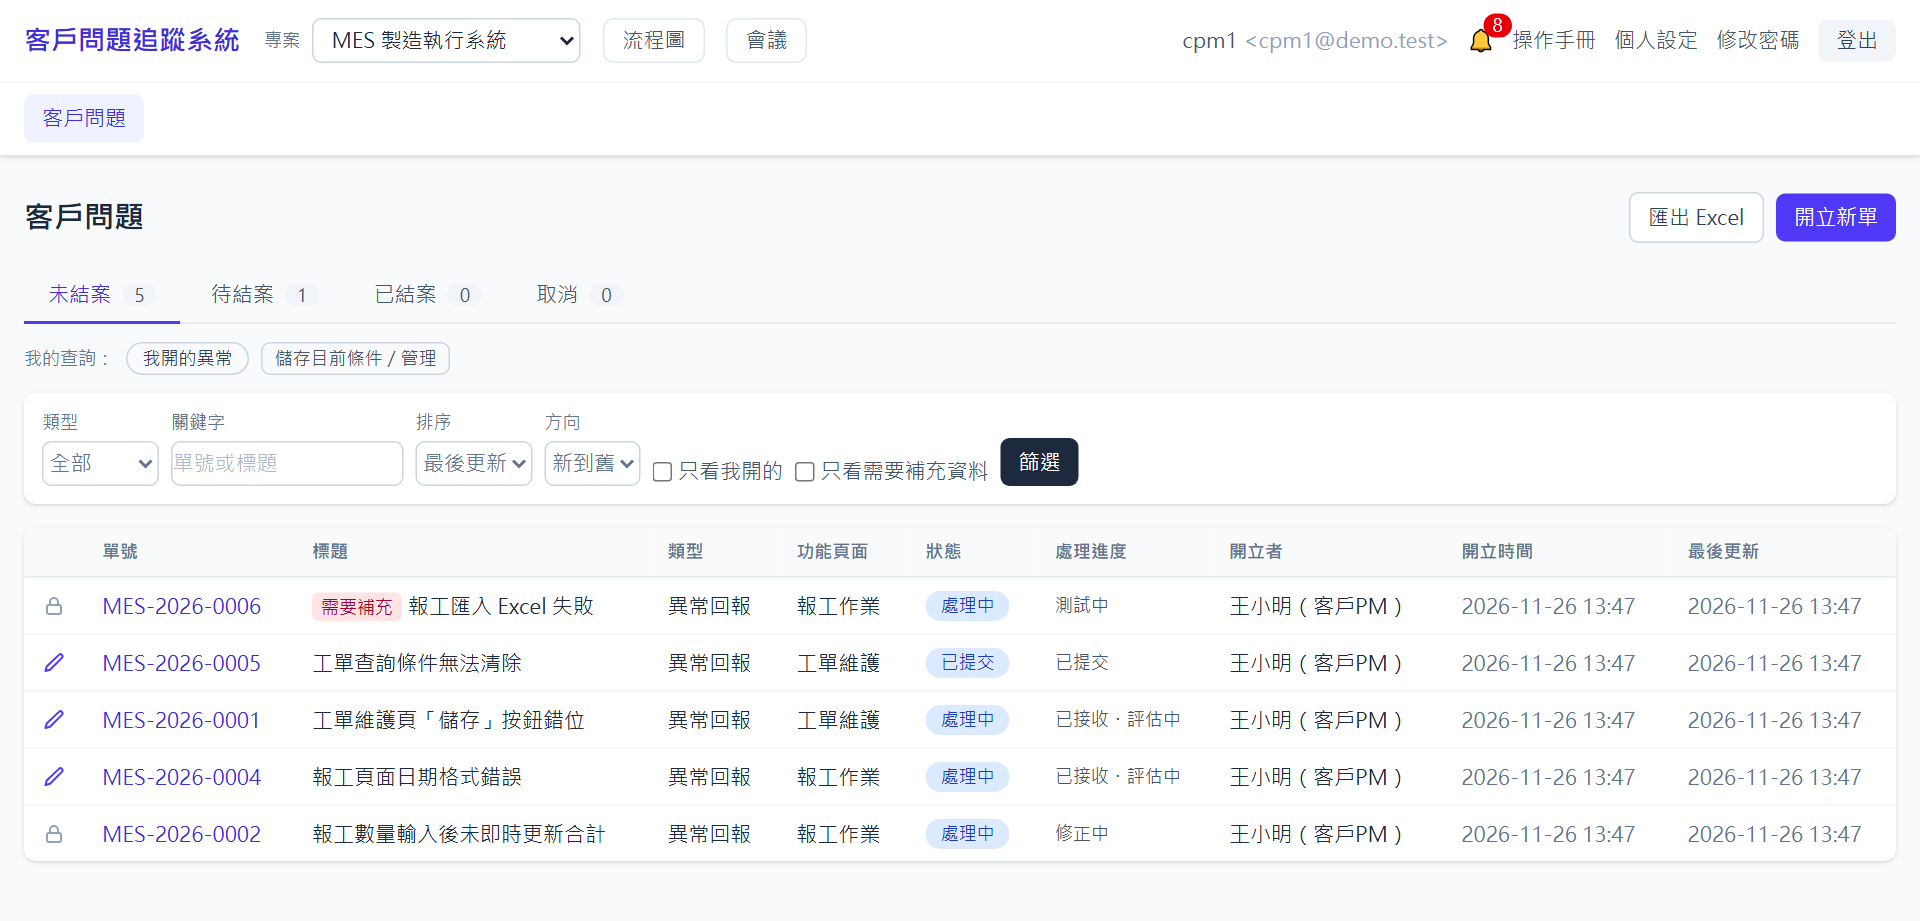 客戶問題追蹤系統 專案 MES 製造執行系統 流程圖 會議 cpm1 <cpm1@demo.test> 8 操作手冊 個人設定 修改密碼 登出
客戶問題
客戶問題 匯出 Excel 開立新單
未結案 5 待結案 1 已結案 0 取消 0
我的查詢： 我開的異常 儲存目前條件 / 管理
類型 關鍵字 排序 方向
全部 單號或標題 最後更新 新到舊 只看我開的 只看需要補充資料 篩選
單號 標題 類型 功能頁面 狀態 處理進度 開立者 開立時間 最後更新
MES-2026-0006 需要補充 報工匯入 Excel 失敗 異常回報 報工作業 處理中 測試中 王小明（客戶PM） 2026-11-26 13:47 2026-11-26 13:47
MES-2026-0005 工單查詢條件無法清除 異常回報 工單維護 已提交 已提交 王小明（客戶PM） 2026-11-26 13:47 2026-11-26 13:47
MES-2026-0001 工單維護頁「儲存」按鈕錯位 異常回報 工單維護 處理中 已接收・評估中 王小明（客戶PM） 2026-11-26 13:47 2026-11-26 13:47
MES-2026-0004 報工頁面日期格式錯誤 異常回報 報工作業 處理中 已接收・評估中 王小明（客戶PM） 2026-11-26 13:47 2026-11-26 13:47
MES-2026-0002 報工數量輸入後未即時更新合計 異常回報 報工作業 處理中 修正中 王小明（客戶PM） 2026-11-26 13:47 2026-11-26 13:47